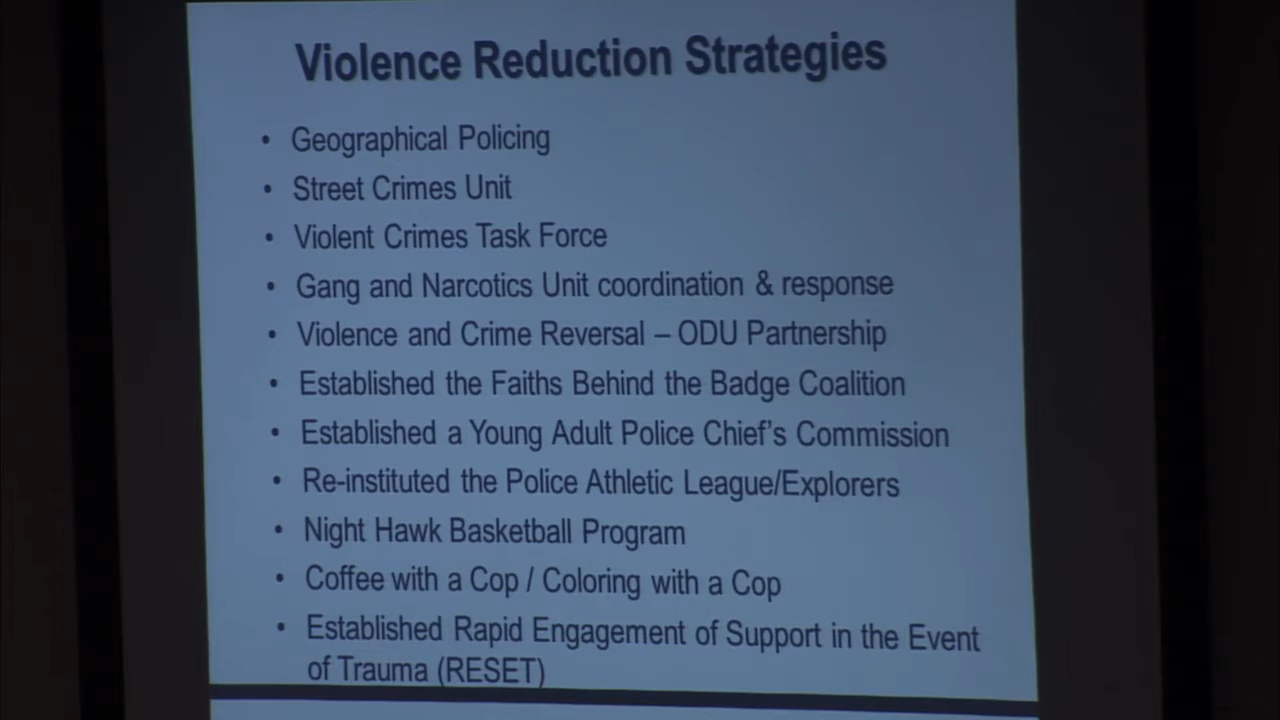 Violence Reduction Strategies
• Geographical Policing
• Street Crimes Unit
• Violent Crimes Task Force
• Gang and Narcotics Unit coordination & response
• Violence and Crime Reversal – ODU Partnership
• Established the Faiths Behind the Badge Coalition
• Established a Young Adult Police Chief's Commission
• Re-instituted the Police Athletic League/Explorers
• Night Hawk Basketball Program
• Coffee with a Cop / Coloring with a Cop
• Established Rapid Engagement of Support in the Event
of Trauma (RESET)